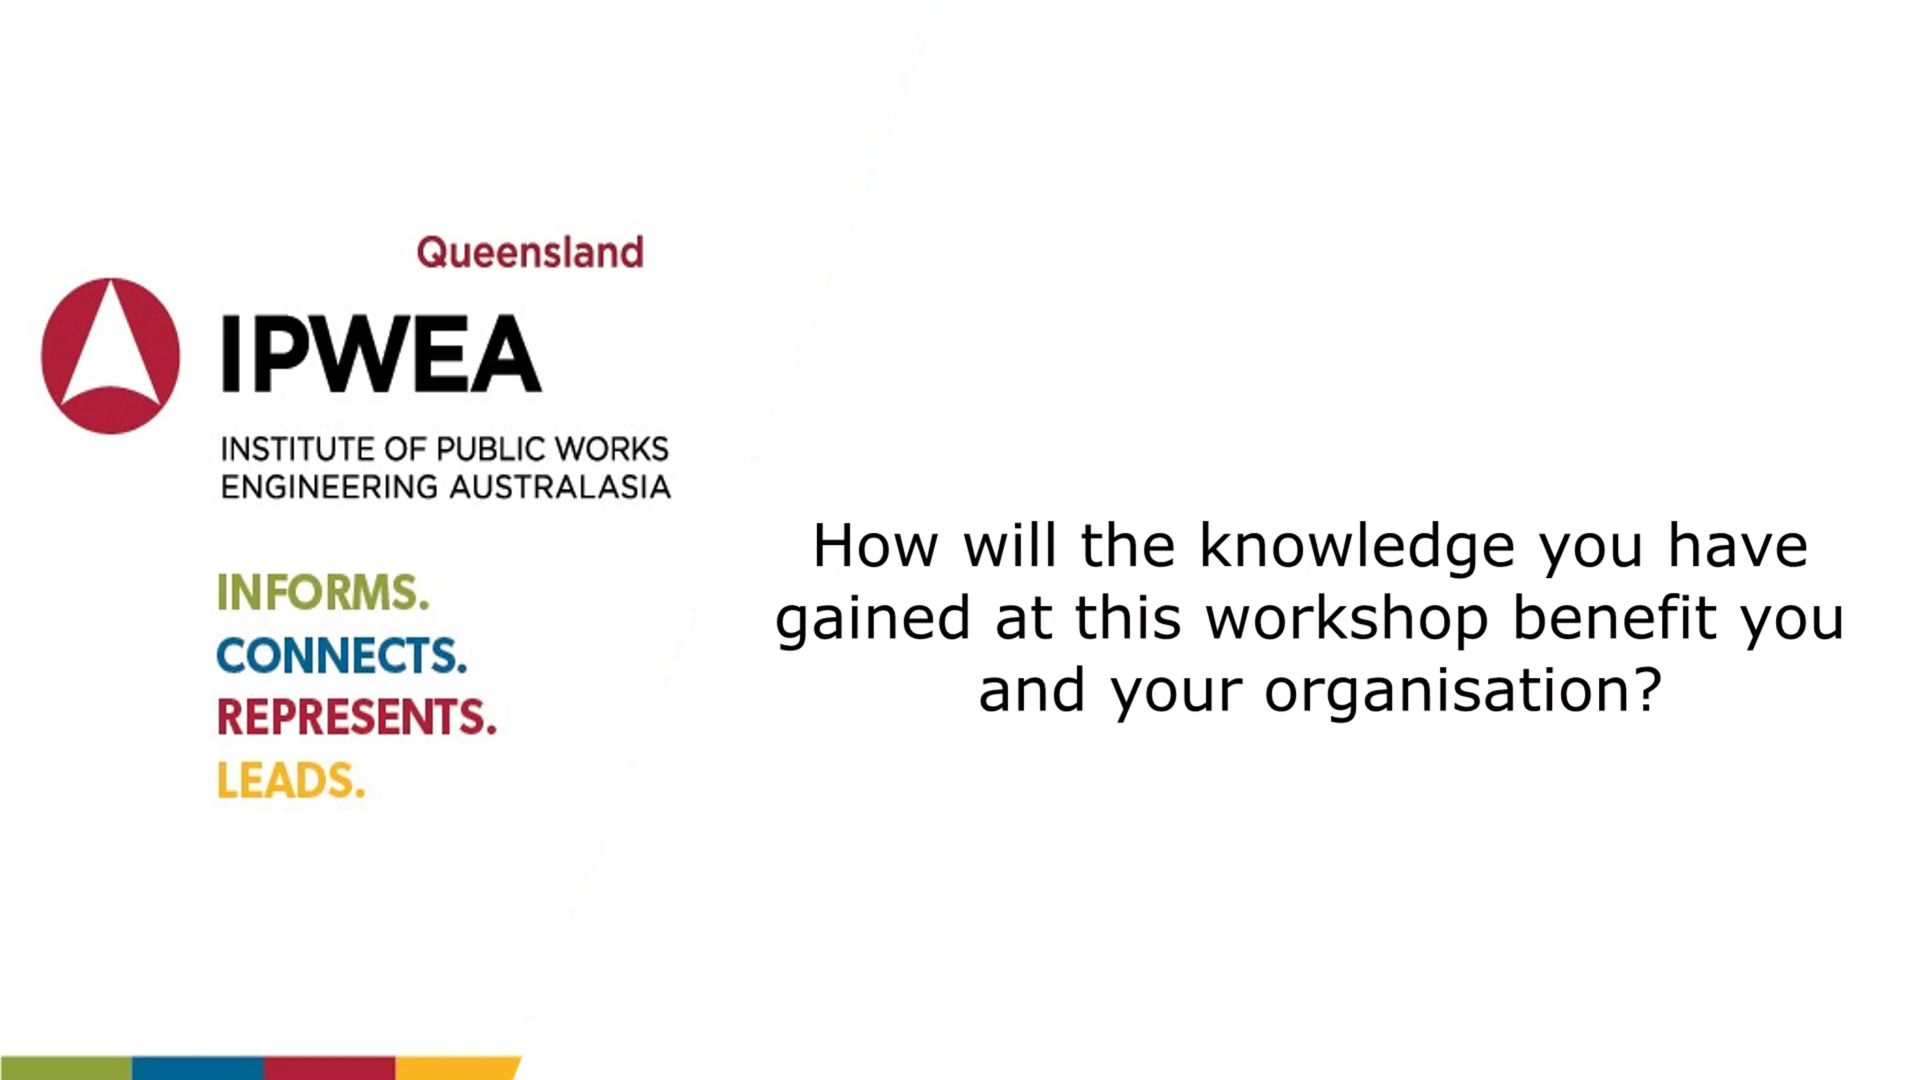 Queensland
IPWEA
INSTITUTE OF PUBLIC WORKS
ENGINEERING AUSTRALASIA
INFORMS.
CONNECTS.
REPRESENTS.
LEADS.
How will the knowledge you have
gained at this workshop benefit you
and your organisation?